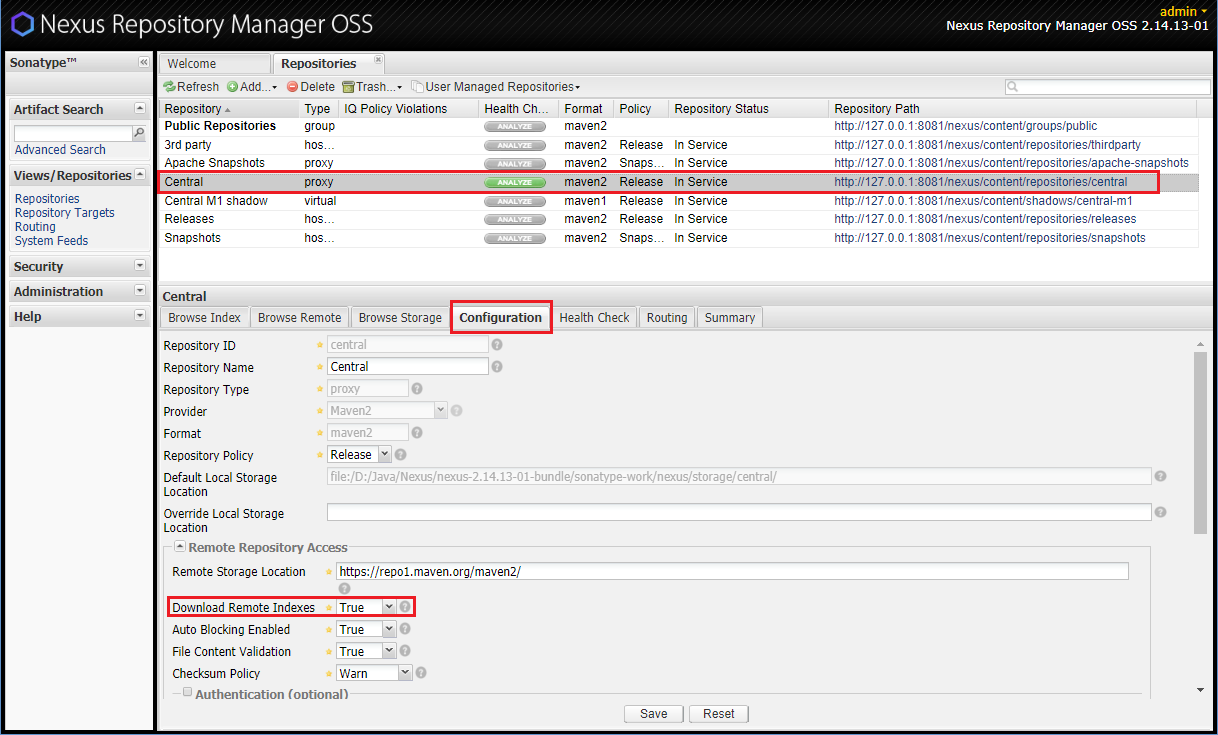 Nexus Repository Manager OSS
admin
Nexus Repository Manager OSS 2.14.13-01
Sonatype™
Welcome
Repositories
Refresh Add... Delete Trash... User Managed Repositories
Artifact Search
Advanced Search
Views/Repositories
Repositories
Repository Targets
Routing
System Feeds
Security
Administration
Help
Repository Type IQ Policy Violations Health Ch... Format Policy Repository Status Repository Path
Public Repositories group ANALYZE maven2 http://127.0.0.1:8081/nexus/content/groups/public
3rd party hos... ANALYZE maven2 Release In Service http://127.0.0.1:8081/nexus/content/repositories/thirdparty
Apache Snapshots proxy ANALYZE maven2 Snaps... In Service http://127.0.0.1:8081/nexus/content/repositories/apache-snapshots
Central proxy ANALYZE maven2 Release In Service http://127.0.0.1:8081/nexus/content/repositories/central
Central M1 shadow virtual ANALYZE maven1 Release In Service http://127.0.0.1:8081/nexus/content/shadows/central-m1
Releases hos... ANALYZE maven2 Release In Service http://127.0.0.1:8081/nexus/content/repositories/releases
Snapshots hos... ANALYZE maven2 Snaps... In Service http://127.0.0.1:8081/nexus/content/repositories/snapshots
Central
Browse Index Browse Remote Browse Storage Configuration Health Check Routing Summary
Repository ID central
Repository Name Central
Repository Type proxy
Provider Maven2
Format maven2
Repository Policy Release
Default Local Storage Location file:/D:/Java/Nexus/nexus-2.14.13-01-bundle/sonatype-work/nexus/storage/central/
Override Local Storage Location
Remote Repository Access
Remote Storage Location https://repo1.maven.org/maven2/
Download Remote Indexes True
Auto Blocking Enabled True
File Content Validation True
Checksum Policy Warn
Authentication (optional)
Save Reset